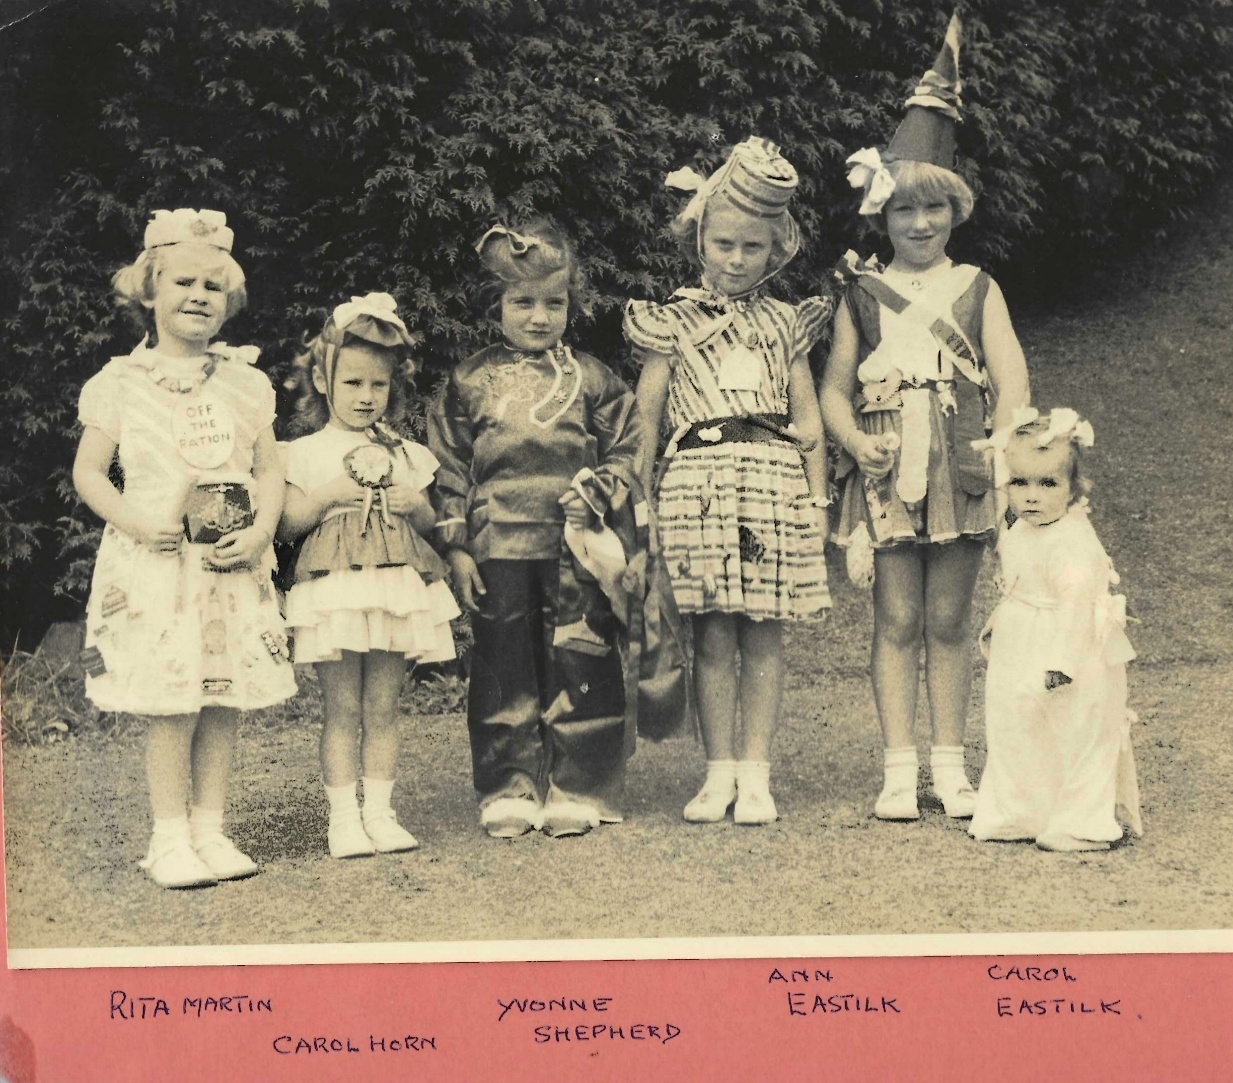 OFF
THE
RATION
RITA MARTIN
CAROL HORN
YVONNE
SHEPHERD
ANN
EASTILK
CAROL
EASTILK.